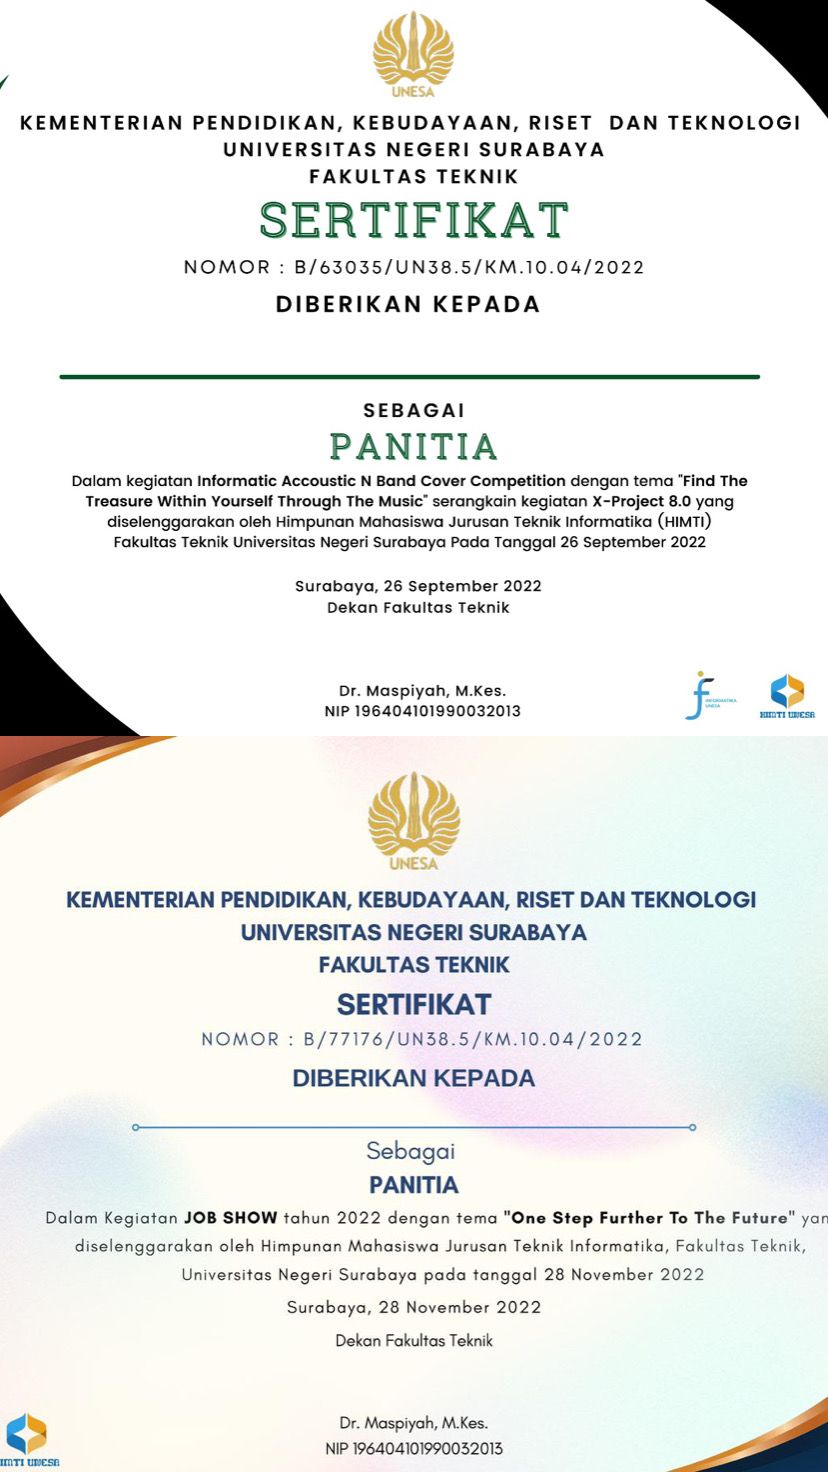 UNESA
KEMENTERIAN PENDIDIKAN, KEBUDAYAAN, RISET DAN TEKNOLOGI
UNIVERSITAS NEGERI SURABAYA
FAKULTAS TEKNIK
SERTIFIKAT
NOMOR : B/63035/UN38.5/KM.10.04/2022
DIBERIKAN KEPADA
SEBAGAI
PANITIA
Dalam kegiatan Informatic Accoustic N Band Cover Competition dengan tema "Find The
Treasure Within Yourself Through The Music" serangkain kegiatan X-Project 8.0 yang
diselenggarakan oleh Himpunan Mahasiswa Jurusan Teknik Informatika (HIMTI)
Fakultas Teknik Universitas Negeri Surabaya Pada Tanggal 26 September 2022
Surabaya, 26 September 2022
Dekan Fakultas Teknik
Dr. Maspiyah, M.Kes.
NIP 196404101990032013
INFORMATIKA
UNESA
HIMTI UNESA
UNESA
KEMENTERIAN PENDIDIKAN, KEBUDAYAAN, RISET DAN TEKNOLOGI
UNIVERSITAS NEGERI SURABAYA
FAKULTAS TEKNIK
SERTIFIKAT
NOMOR : B/77176/UN38.5/KM.10.04/2022
DIBERIKAN KEPADA
Sebagai
PANITIA
Dalam Kegiatan JOB SHOW tahun 2022 dengan tema "One Step Further To The Future" yan
diselenggarakan oleh Himpunan Mahasiswa Jurusan Teknik Informatika, Fakultas Teknik,
Universitas Negeri Surabaya pada tanggal 28 November 2022
Surabaya, 28 November 2022
Dekan Fakultas Teknik
Dr. Maspiyah, M.Kes.
NIP 196404101990032013
IMTI UNESA